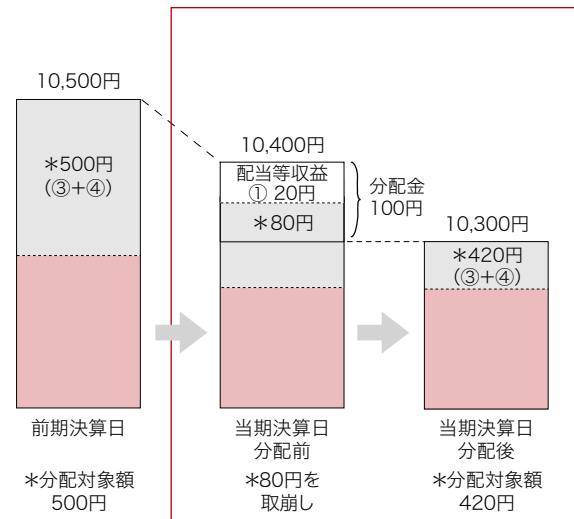 10,500円
＊500円
（③＋④）
前期決算日
＊分配対象額
500円
10,400円
配当等収益
① 20円
＊80円
分配金
100円
当期決算日
分配前
＊80円を
取崩し
10,300円
＊420円
（③＋④）
当期決算日
分配後
＊分配対象額
420円